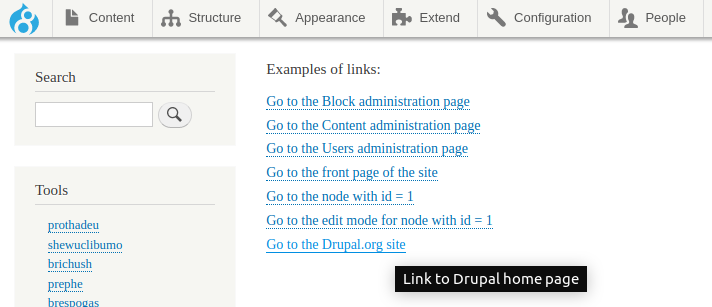 Content Structure Appearance Extend Configuration People
Search
Tools
prothadeu
shewuclibumo
brichush
prephe
brespogas
Examples of links:
Go to the Block administration page
Go to the Content administration page
Go to the Users administration page
Go to the front page of the site
Go to the node with id = 1
Go to the edit mode for node with id = 1
Go to the Drupal.org site
Link to Drupal home page